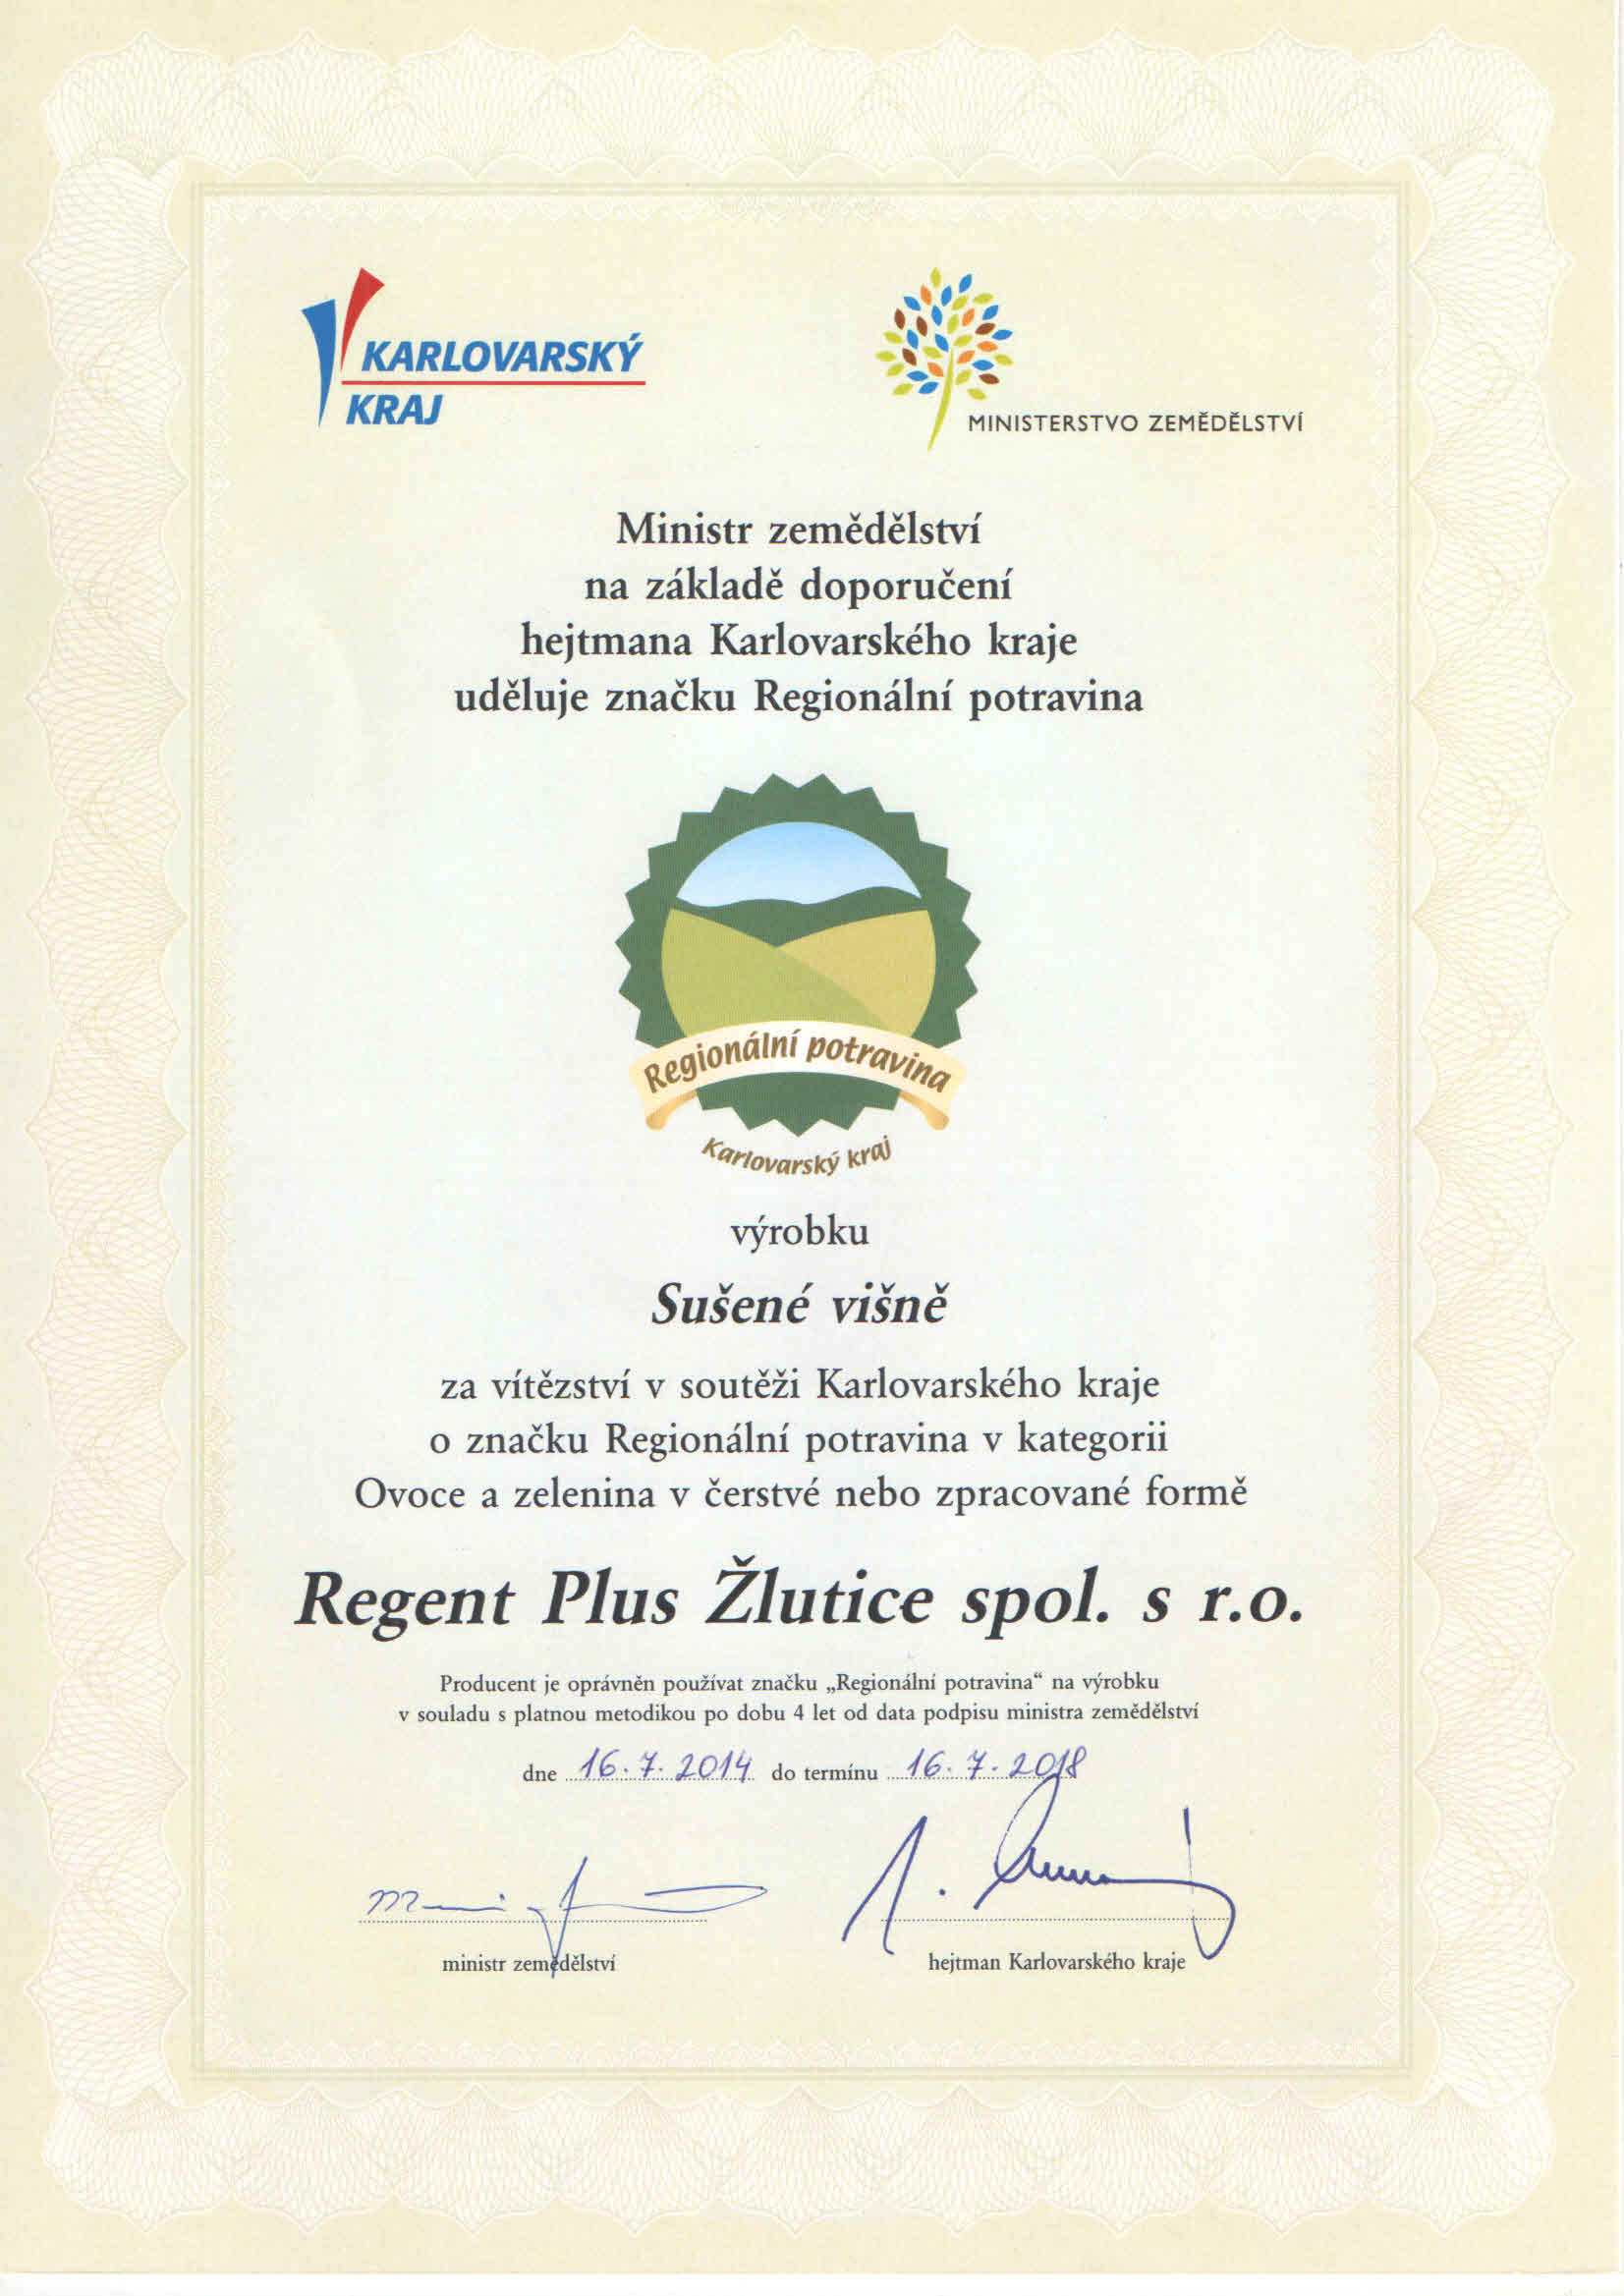 KARLOVARSKÝ
KRAJ
MINISTERSTVO ZEMĚDĚLSTVÍ
Ministr zemědělství
na základě doporučení
hejtmana Karlovarského kraje
uděluje značku Regionální potravina
Regionální potravina
Karlovarský kraj
výrobku
Sušené višně
za vítězství v soutěži Karlovarského kraje
o značku Regionální potravina v kategorii
Ovoce a zelenina v čerstvé nebo zpracované formě
Regent Plus Žlutice spol. s r.o.
Producent je oprávněn používat značku „Regionální potravina“ na výrobku
v souladu s platnou metodikou po dobu 4 let od data podpisu ministra zemědělství
dne 16.7.2014 do termínu 16.7.2018
ministr zemědělství
hejtman Karlovarského kraje